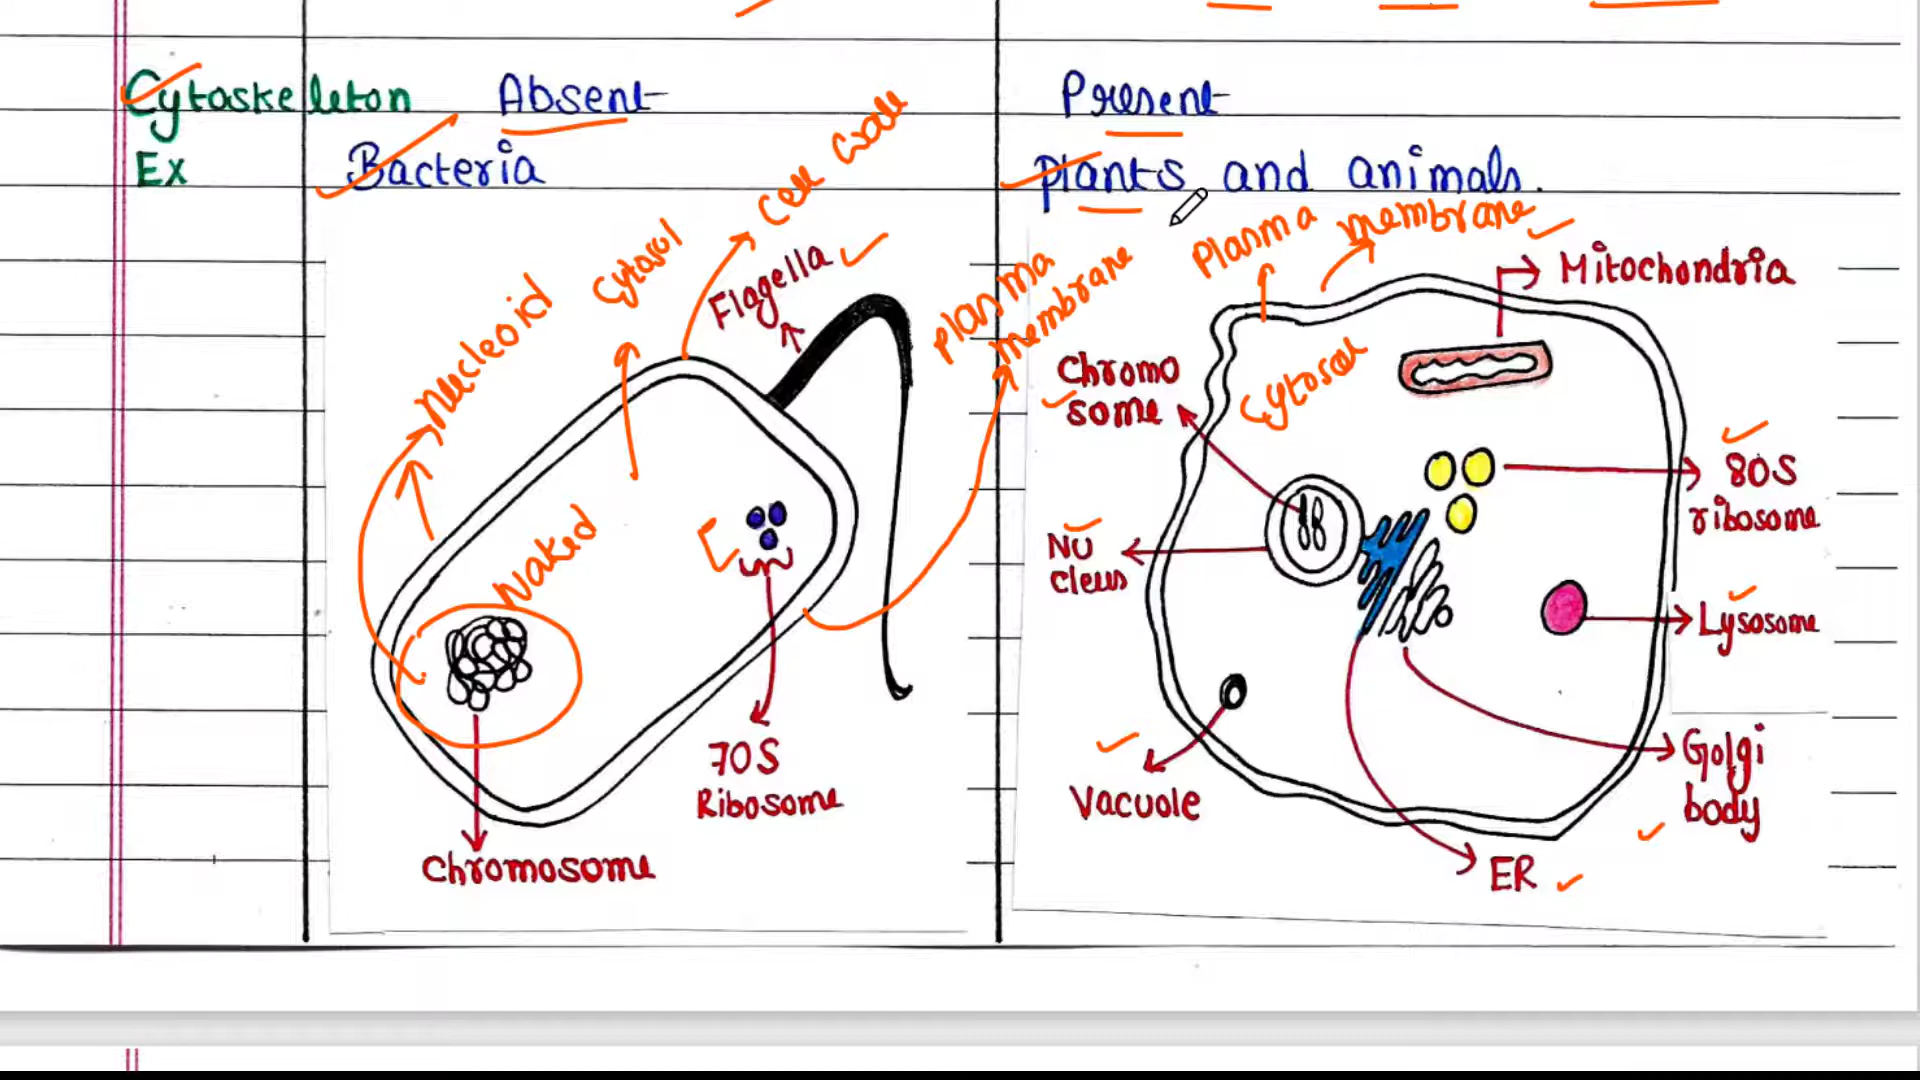 Cytoskeleton Absent Present
Ex Bacteria Plants and animals.
Nucleoid
Cytosol
Cell wall
Flagella
Plasma
membrane
Naked
70S
Ribosome
Chromosome
Plasma membrane
Mitochondria
Chromo
some
Cytosol
80S
ribosome
Nu
cleus
Lysosome
Vacuole
Golgi
body
ER